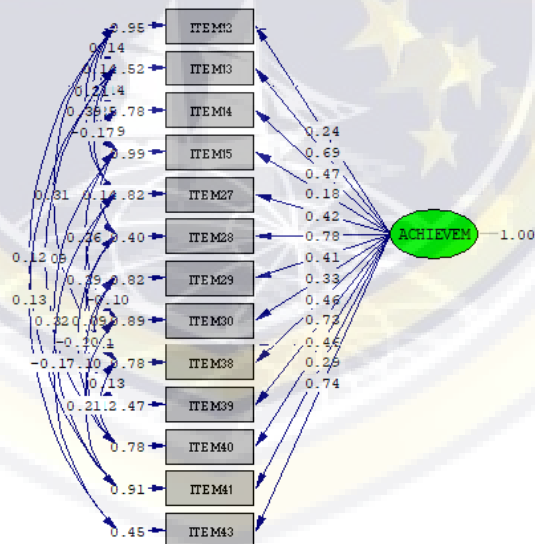 0.95 ITEM12
0.14
0.52 ITEM13
0.78 ITEM14
0.24
0.69
0.47
0.99 ITEM15
0.18
0.31 0.82 ITEM27
0.42
0.40 ITEM28
0.78
ACHIEVEM 1.00
0.12
0.41
0.82 ITEM29
0.33
0.13 -0.10
0.46
0.89 ITEM30
0.73
0.46
0.78 ITEM38
0.29
0.13
0.74
0.47 ITEM39
0.78 ITEM40
0.91 ITEM41
0.45 ITEM43